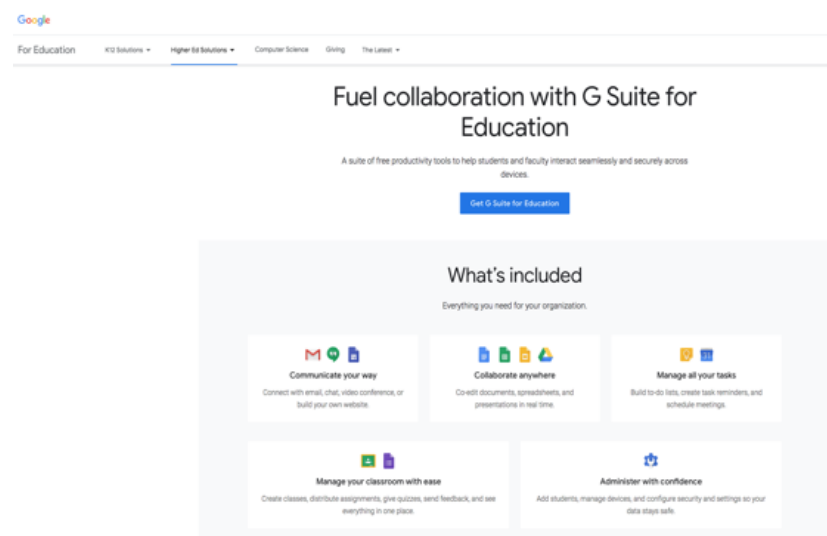 Google
For Education K12 Solutions Higher Ed Solutions Computer Science Giving The Latest
Fuel collaboration with G Suite for
Education
A suite of free productivity tools to help students and faculty interact seamlessly and securely across
devices.
Get G Suite for Education
What's included
Everything you need for your organization.
Communicate your way
Connect with email, chat, video conference, or
build your own website.
Collaborate anywhere
Co-edit documents, spreadsheets, and
presentations in real time.
Manage all your tasks
Build to-do lists, create task reminders, and
schedule meetings.
Manage your classroom with ease
Create classes, distribute assignments, give quizzes, send feedback, and see
everything in one place.
Administer with confidence
Add students, manage devices, and configure security and settings so your
data stays safe.